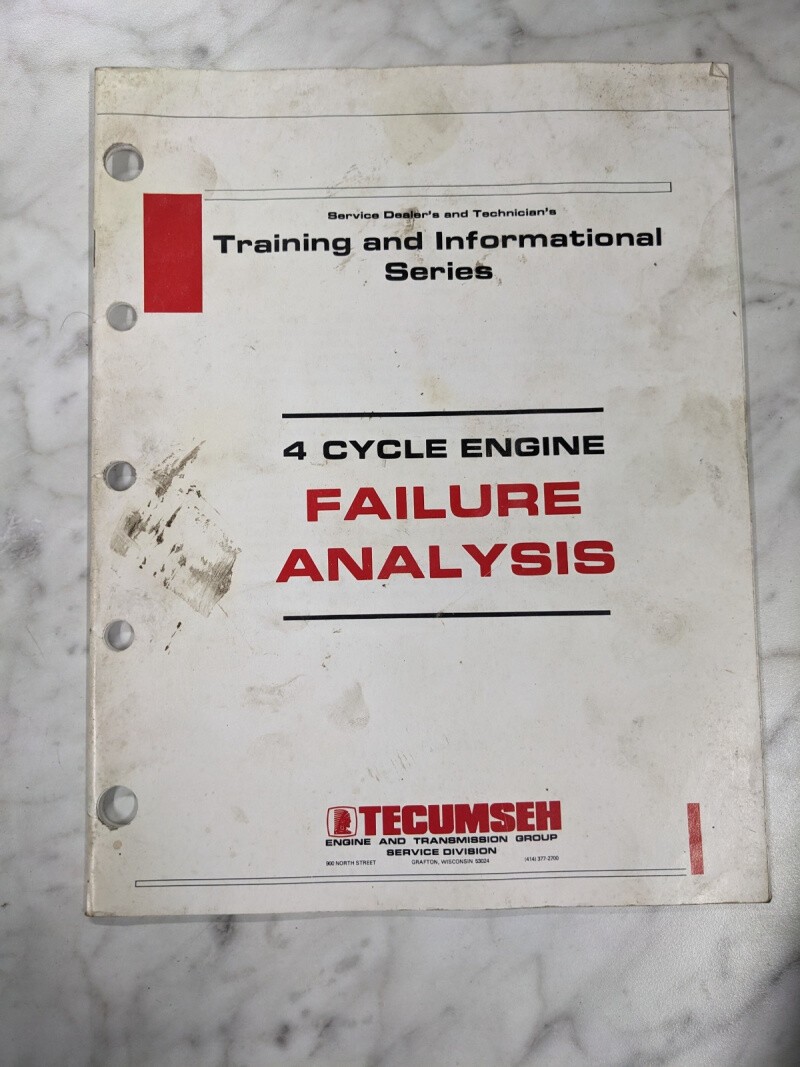 Service Dealer's and Technician's
Training and Informational
Series
4 CYCLE ENGINE
FAILURE
ANALYSIS
TECUMSEH
ENGINE AND TRANSMISSION GROUP
SERVICE DIVISION
900 NORTH STREET GRAFTON, WISCONSIN 53024 (414) 377-2700